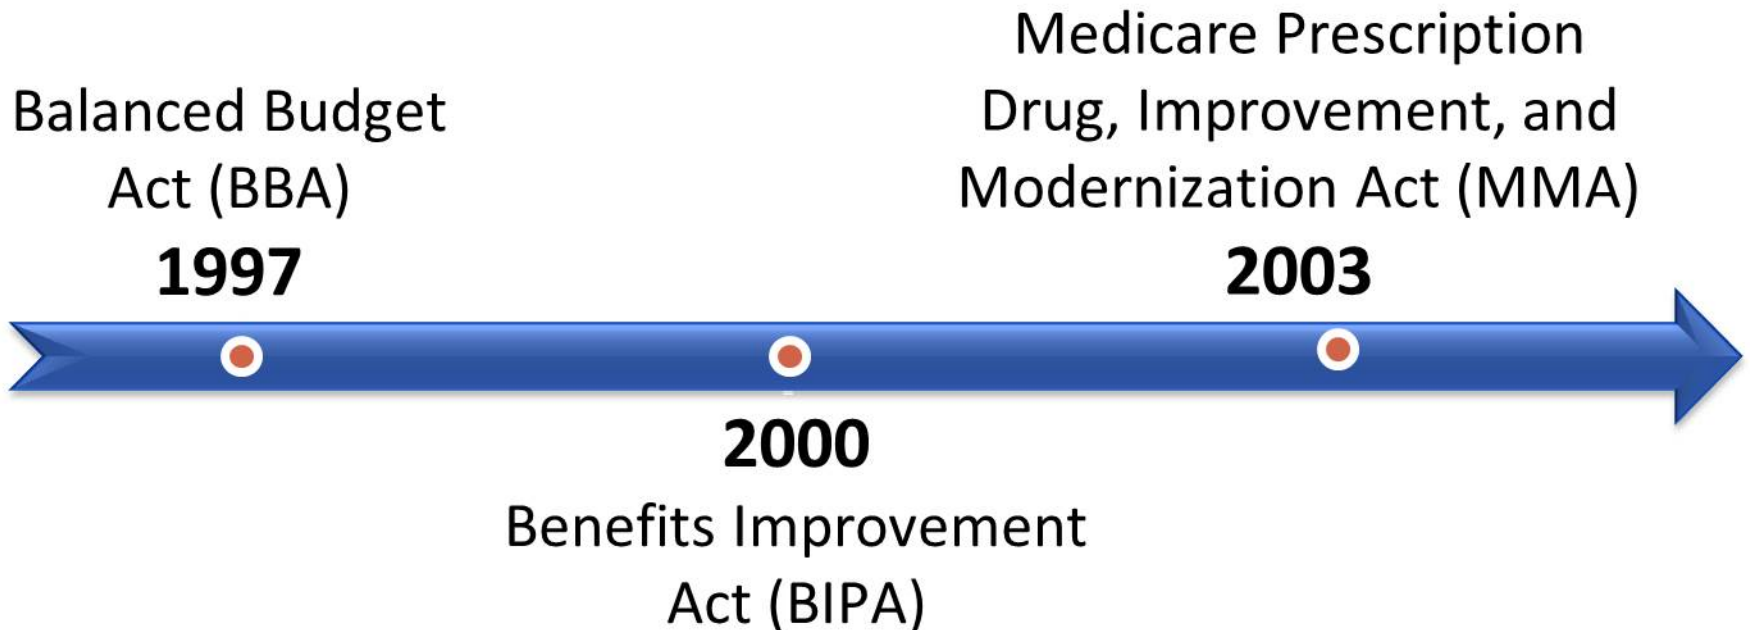 Balanced Budget
Act (BBA)
1997
2000
Benefits Improvement
Act (BIPA)
Medicare Prescription
Drug, Improvement, and
Modernization Act (MMA)
2003